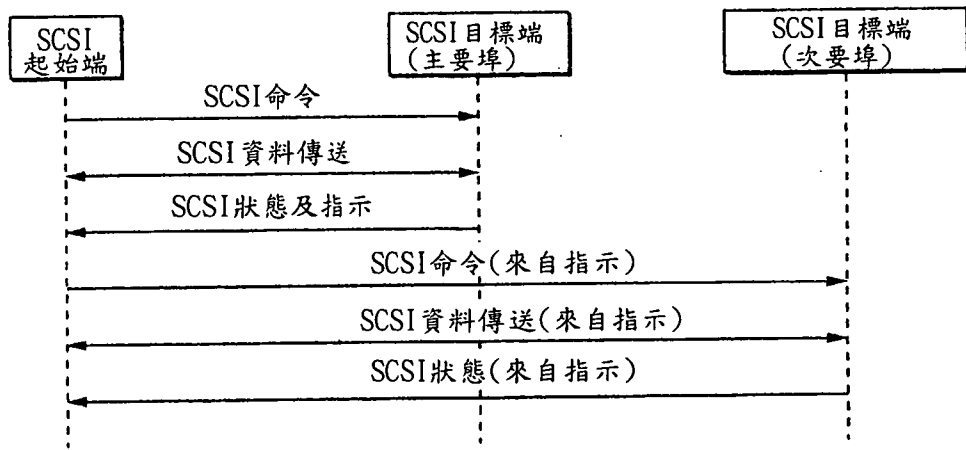 SCSI
起始端
SCSI目標端
(主要埠)
SCSI目標端
(次要埠)
SCSI命令
SCSI資料傳送
SCSI狀態及指示
SCSI命令(來自指示)
SCSI資料傳送(來自指示)
SCSI狀態(來自指示)